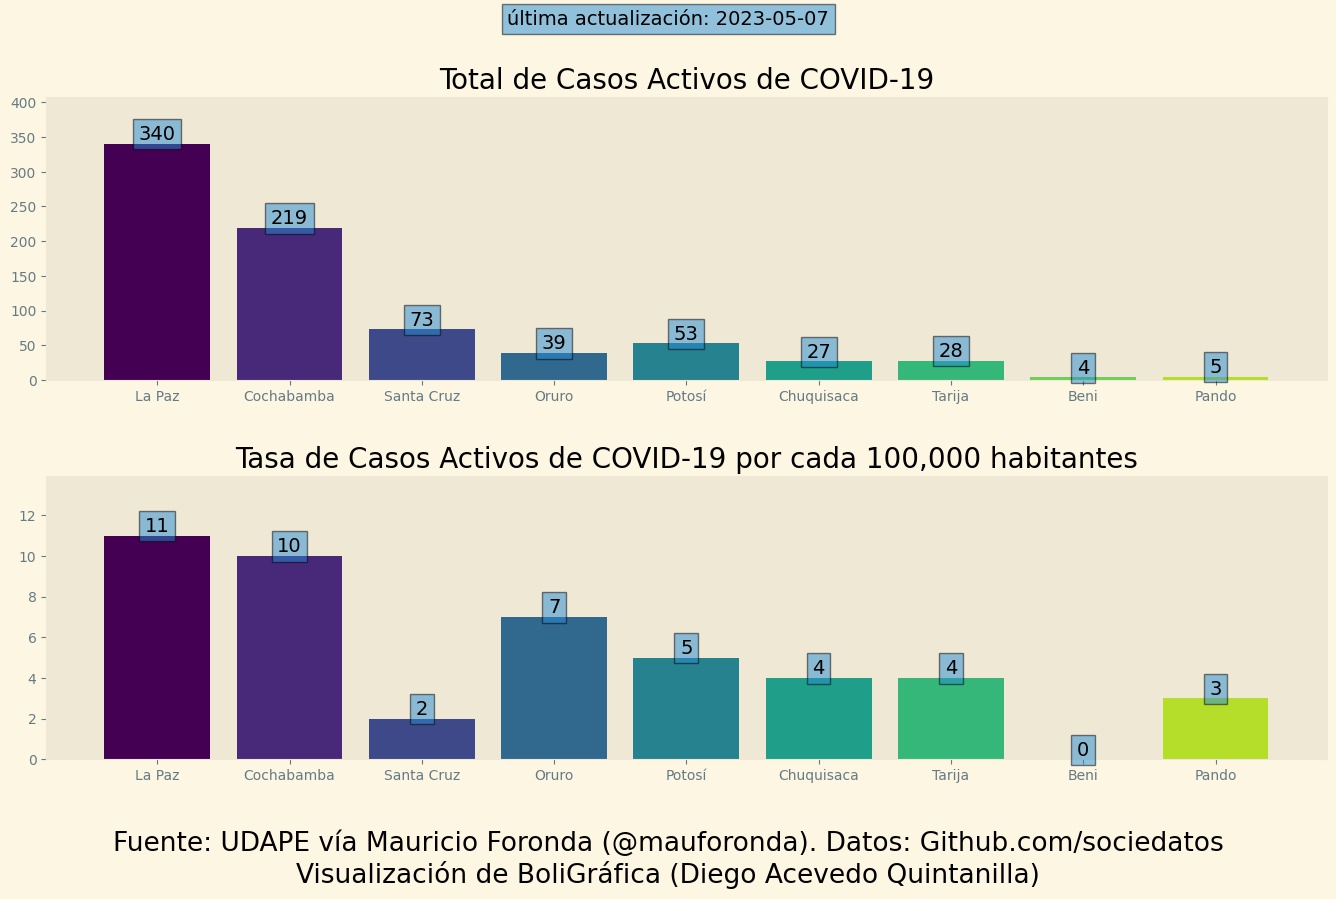 última actualización: 2023-05-07
Total de Casos Activos de COVID-19
400
350
300
250
200
150
100
50
0
340
219
73
39
53
27
28
4
5
La Paz
Cochabamba
Santa Cruz
Oruro
Potosí
Chuquisaca
Tarija
Beni
Pando
Tasa de Casos Activos de COVID-19 por cada 100,000 habitantes
12
10
8
6
4
2
0
11
10
2
7
5
4
4
0
3
La Paz
Cochabamba
Santa Cruz
Oruro
Potosí
Chuquisaca
Tarija
Beni
Pando
Fuente: UDAPE vía Mauricio Foronda (@mauforonda). Datos: Github.com/sociedatos
Visualización de BoliGráfica (Diego Acevedo Quintanilla)